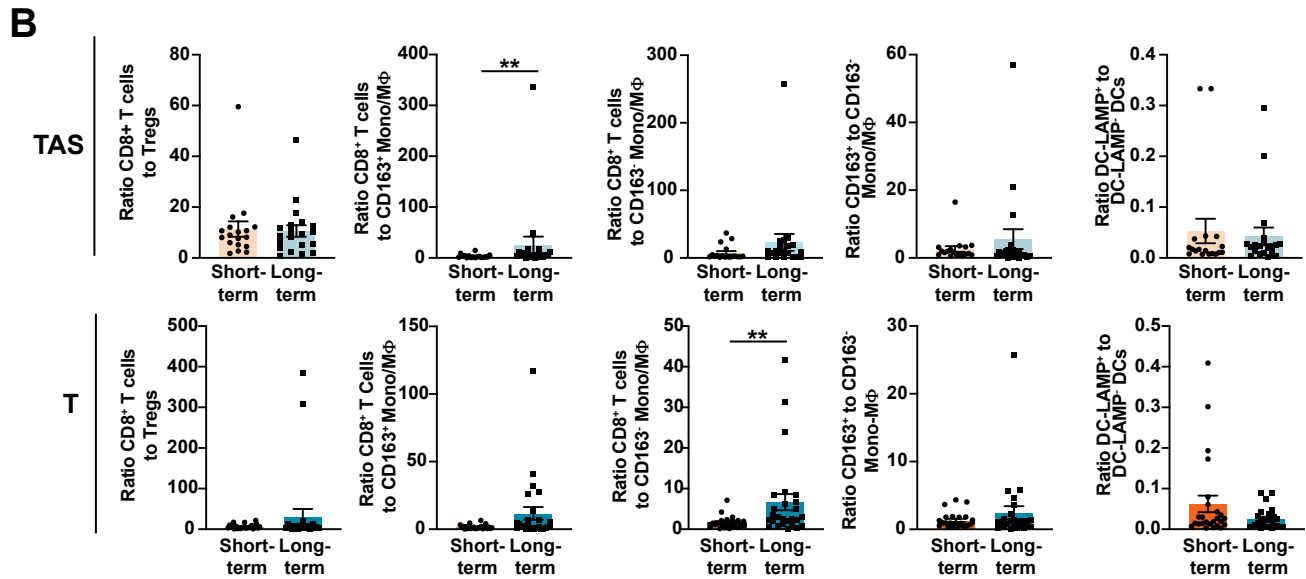 B
TAS
Ratio CD8+ T cells
to Tregs
80
60
40
20
0
Short- Long-
term term
Ratio CD8⁺ T cells
to CD163⁺ Mono/MΦ
400
300
200
100
0
**
Short- Long-
term term
Ratio CD8⁺ T cells
to CD163⁻ Mono/MΦ
300
200
100
0
Short- Long-
term term
Ratio CD163⁺ to CD163⁻
Mono/MΦ
60
40
20
0
Short- Long-
term term
Ratio DC-LAMP⁺ to
DC-LAMP⁻ DCs
0.4
0.3
0.2
0.1
0.0
Short- Long-
term term
T
Ratio CD8⁺ T cells
to Tregs
500
400
300
200
100
0
Short- Long-
term term
Ratio CD8⁺ T Cells
to CD163⁺ Mono/MΦ
150
100
50
0
Short- Long-
term term
Ratio CD8⁺ T cells
to CD163⁻ Mono/MΦ
50
40
30
20
10
0
**
Short- Long-
term term
Ratio CD163⁺ to CD163⁻
Mono-MΦ
30
20
10
0
Short- Long-
term term
Ratio DC-LAMP⁺ to
DC-LAMP⁻ DCs
0.5
0.4
0.3
0.2
0.1
0.0
Short- Long-
term term